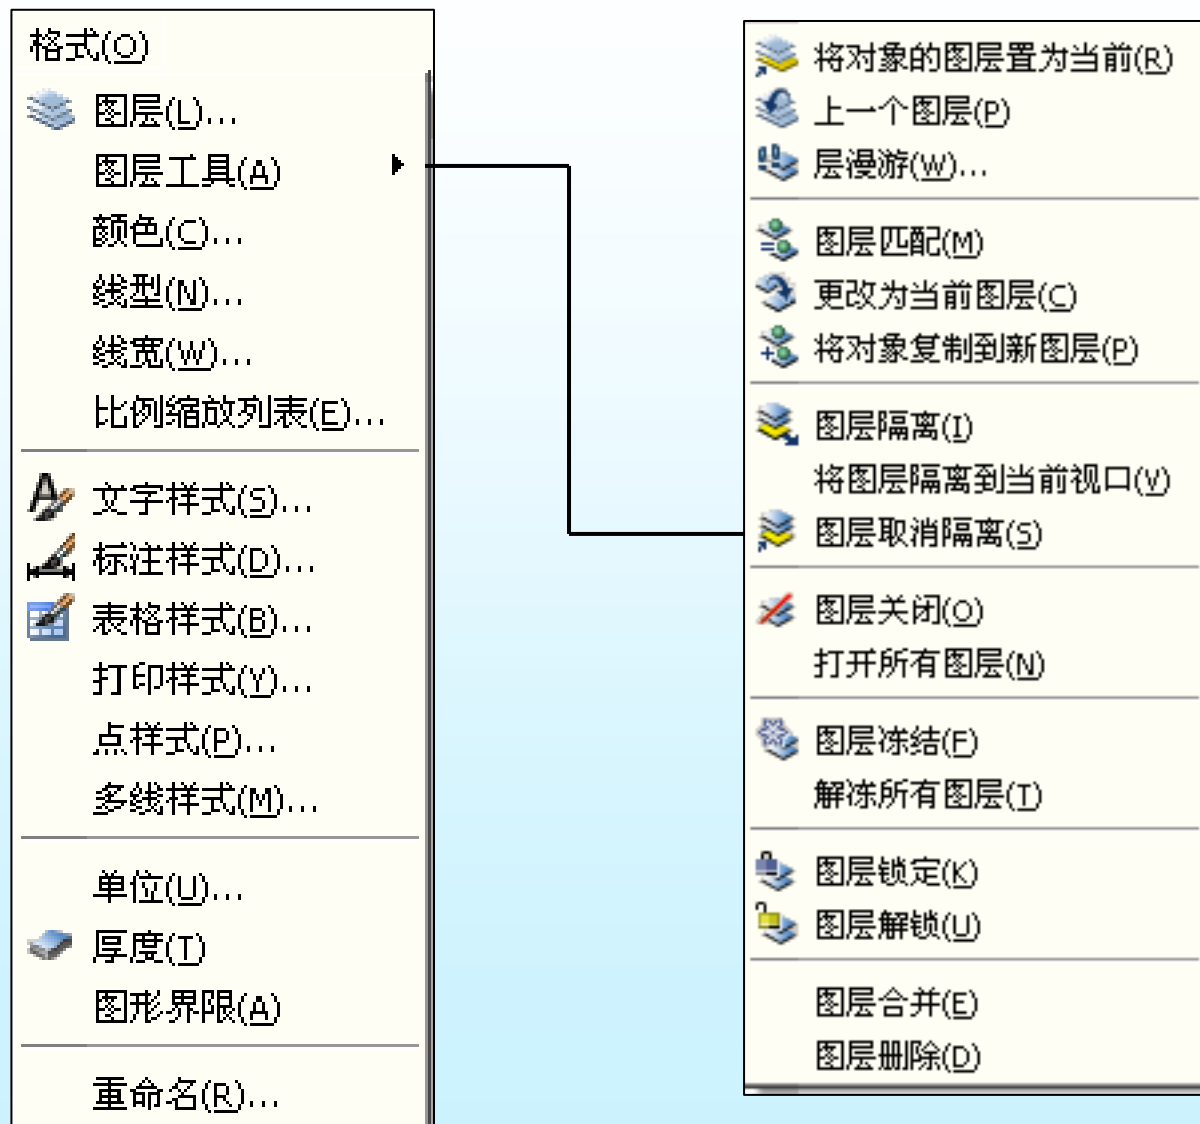 格式(O)
图层(L)...
图层工具(A)
颜色(C)...
线型(N)...
线宽(W)...
比例缩放列表(E)...
文字样式(S)...
标注样式(D)...
表格样式(B)...
打印样式(Y)...
点样式(P)...
多线样式(M)...
单位(U)...
厚度(T)
图形界限(A)
重命名(R)...
将对象的图层置为当前(R)
上一个图层(P)
层漫游(W)...
图层匹配(M)
更改为当前图层(C)
将对象复制到新图层(P)
图层隔离(I)
将图层隔离到当前视口(V)
图层取消隔离(S)
图层关闭(O)
打开所有图层(N)
图层冻结(F)
解冻所有图层(T)
图层锁定(K)
图层解锁(U)
图层合并(E)
图层删除(D)